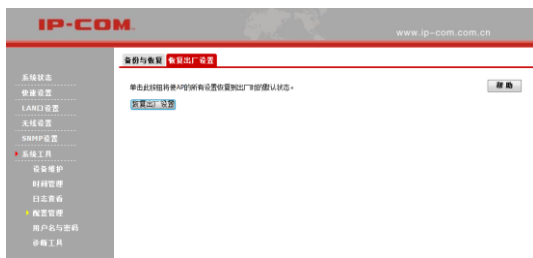 IP-COM
www.ip-com.com.cn
备份与恢复 恢复出厂设置
系统状态
快速设置
LAN口设置
无线设置
SNMP设置
系统工具
设备维护
时间管理
日志查看
配置管理
用户名与密码
诊断工具
单击此按钮将使AP的所有设置恢复到出厂时的默认状态。
恢复出厂设置
帮助